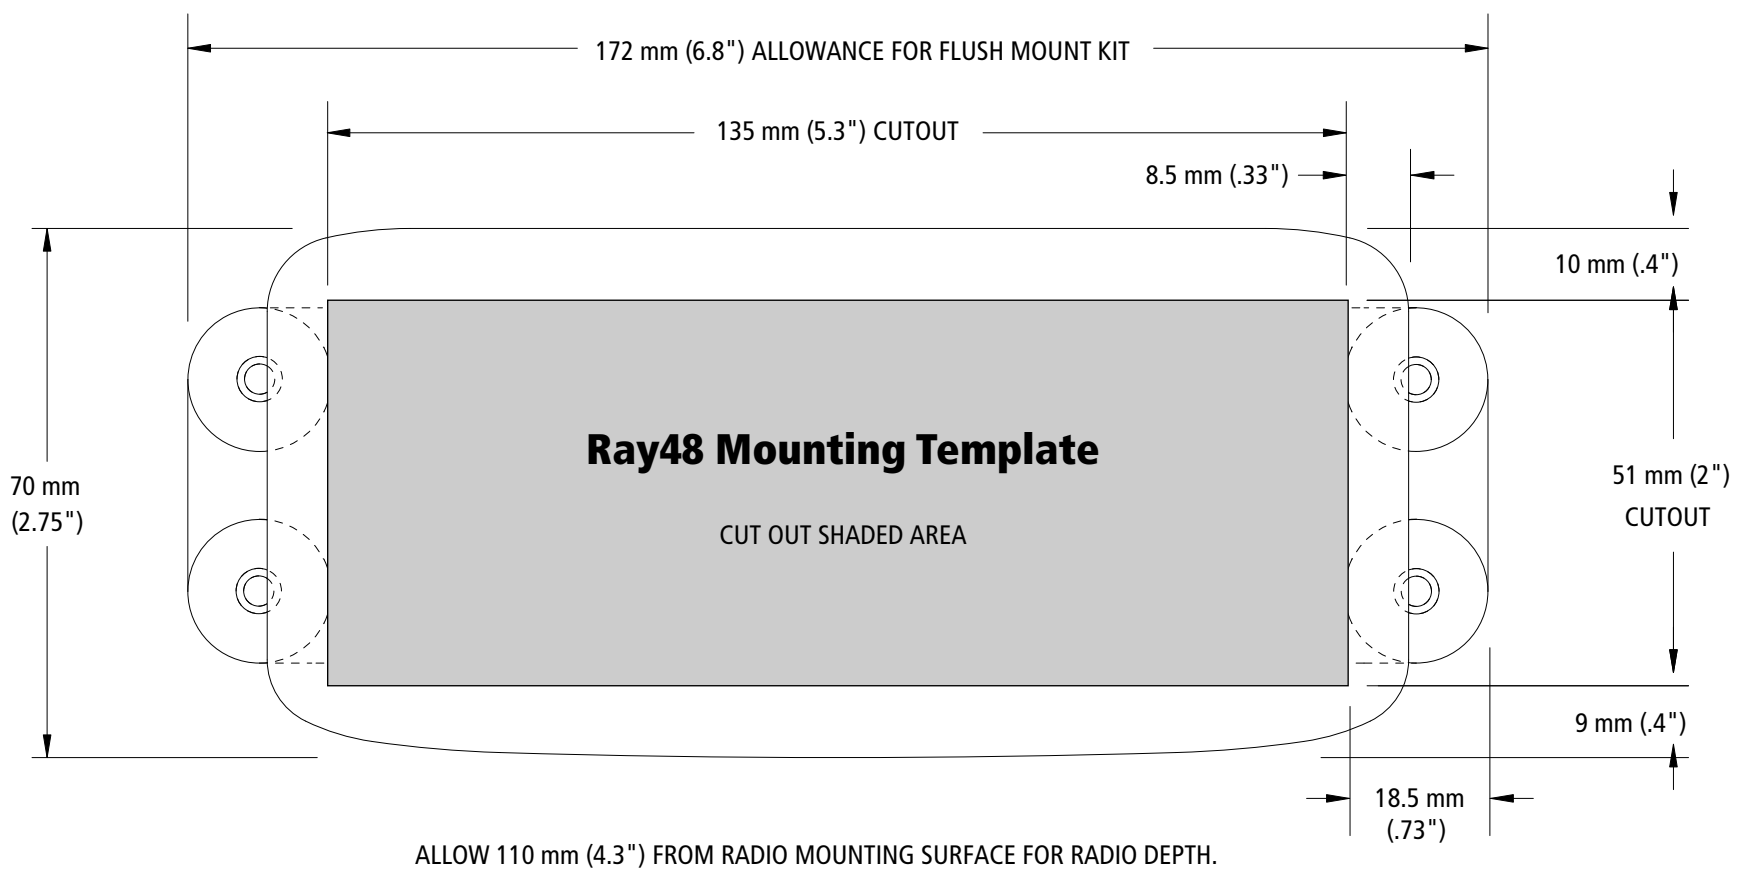 172 mm (6.8") ALLOWANCE FOR FLUSH MOUNT KIT
135 mm (5.3") CUTOUT
8.5 mm (.33")
10 mm (.4")
Ray48 Mounting Template
CUT OUT SHADED AREA
70 mm
(2.75")
51 mm (2")
CUTOUT
9 mm (.4")
18.5 mm
(.73")
ALLOW 110 mm (4.3") FROM RADIO MOUNTING SURFACE FOR RADIO DEPTH.